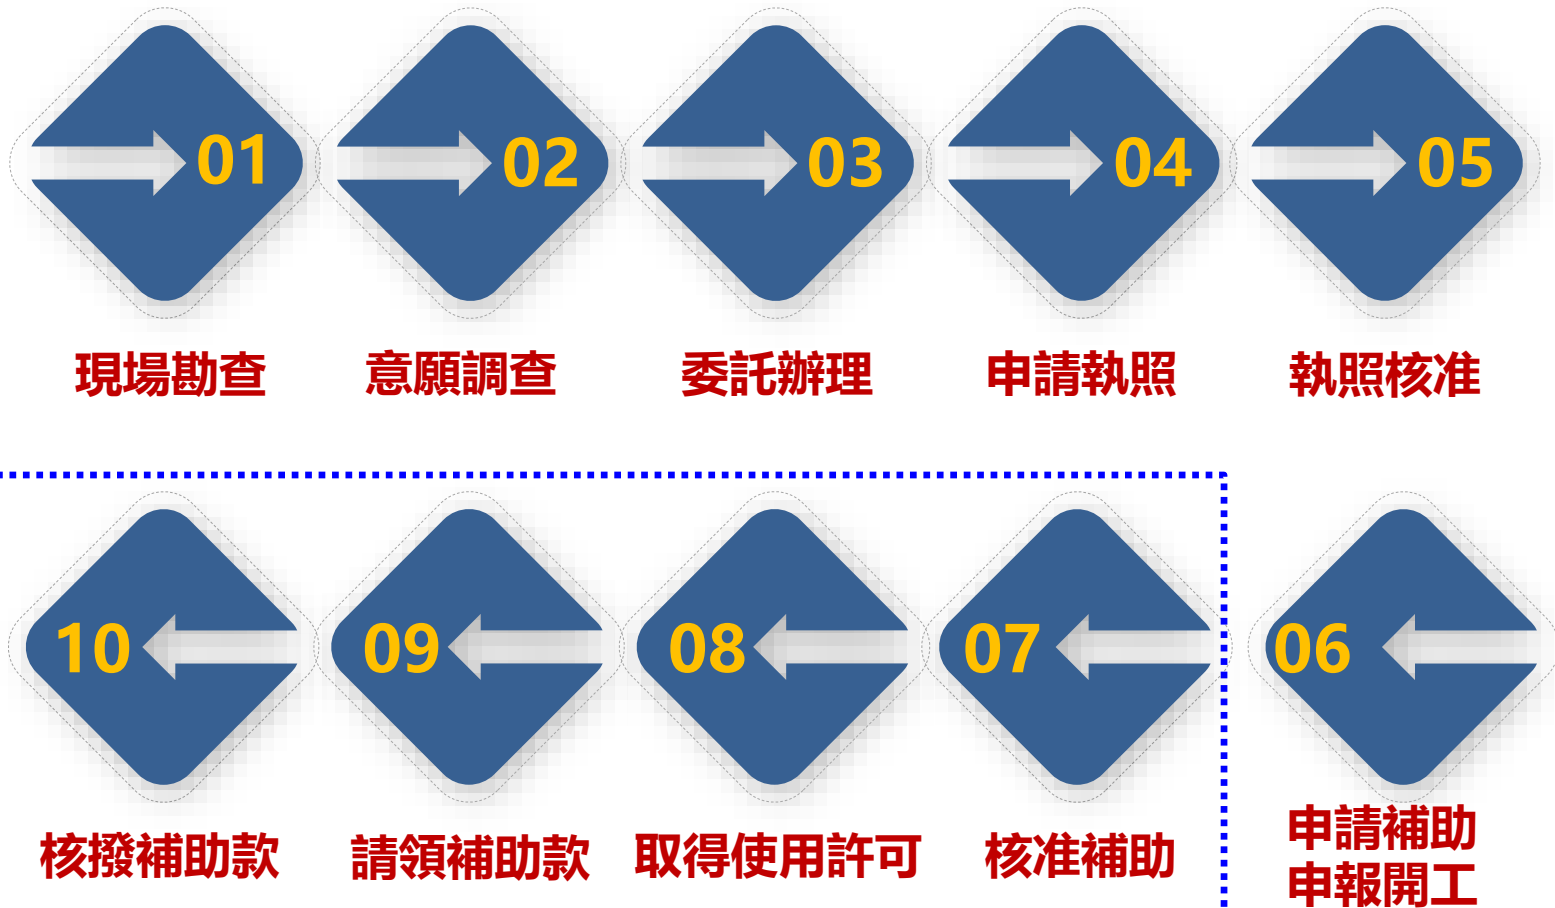 01
02
03
04
05
現場勘查
意願調查
委託辦理
申請執照
執照核准
10
09
08
07
06
核撥補助款
請領補助款
取得使用許可
核准補助
申請補助
申報開工